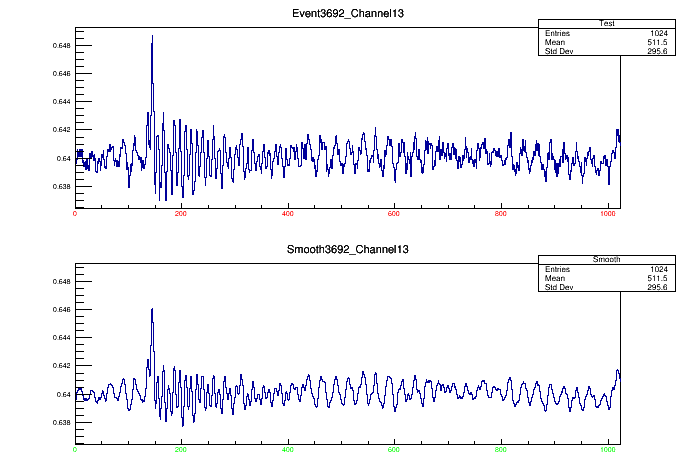 Event3692_Channel13
Test
Entries 1024
Mean 511.5
Std Dev 295.6
0.648
0.646
0.644
0.642
0.64
0.638
0 200 400 600 800 1000
Smooth3692_Channel13
Smooth
Entries 1024
Mean 511.5
Std Dev 295.6
0.648
0.646
0.644
0.642
0.64
0.638
0 200 400 600 800 1000